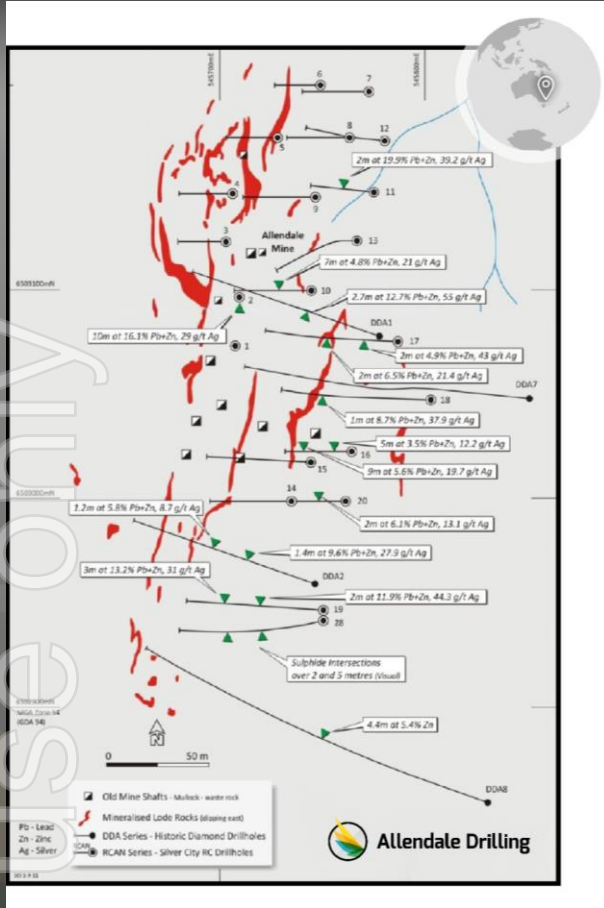 545700mE
545800mE
6
7
8
12
5
2m at 19.9% Pb+Zn, 39.2 g/t Ag
4
11
9
3
Allendale
Mine
13
7m at 4.8% Pb+Zn, 21 g/t Ag
10
2
2.7m at 12.7% Pb+Zn, 55 g/t Ag
DDA1
10m at 16.1% Pb+Zn, 29 g/t Ag
1
17
2m at 4.9% Pb+Zn, 43 g/t Ag
2m at 6.5% Pb+Zn, 21.4 g/t Ag
DDA7
18
1m at 8.7% Pb+Zn, 37.9 g/t Ag
5m at 3.5% Pb+Zn, 12.2 g/t Ag
16
15
9m at 5.6% Pb+Zn, 19.7 g/t Ag
14
20
1.2m at 5.8% Pb+Zn, 8.7 g/t Ag
2m at 6.1% Pb+Zn, 13.1 g/t Ag
1.4m at 9.6% Pb+Zn, 27.9 g/t Ag
3m at 13.2% Pb+Zn, 31 g/t Ag
DDA2
2m at 11.9% Pb+Zn, 44.3 g/t Ag
19
28
Sulphide Intersections
over 2 and 5 metres (Visual)
(GDA 94)
N
4.4m at 5.4% Zn
0 50 m
DDA8
Old Mine Shafts - Mullock - waste rock
Mineralised Lode Rocks (dipping east)
Pb - Lead
Zn - Zinc
Ag - Silver
DDA Series - Historic Diamond Drillholes
RCAN Series - Silver City RC Drillholes
Allendale Drilling
use only